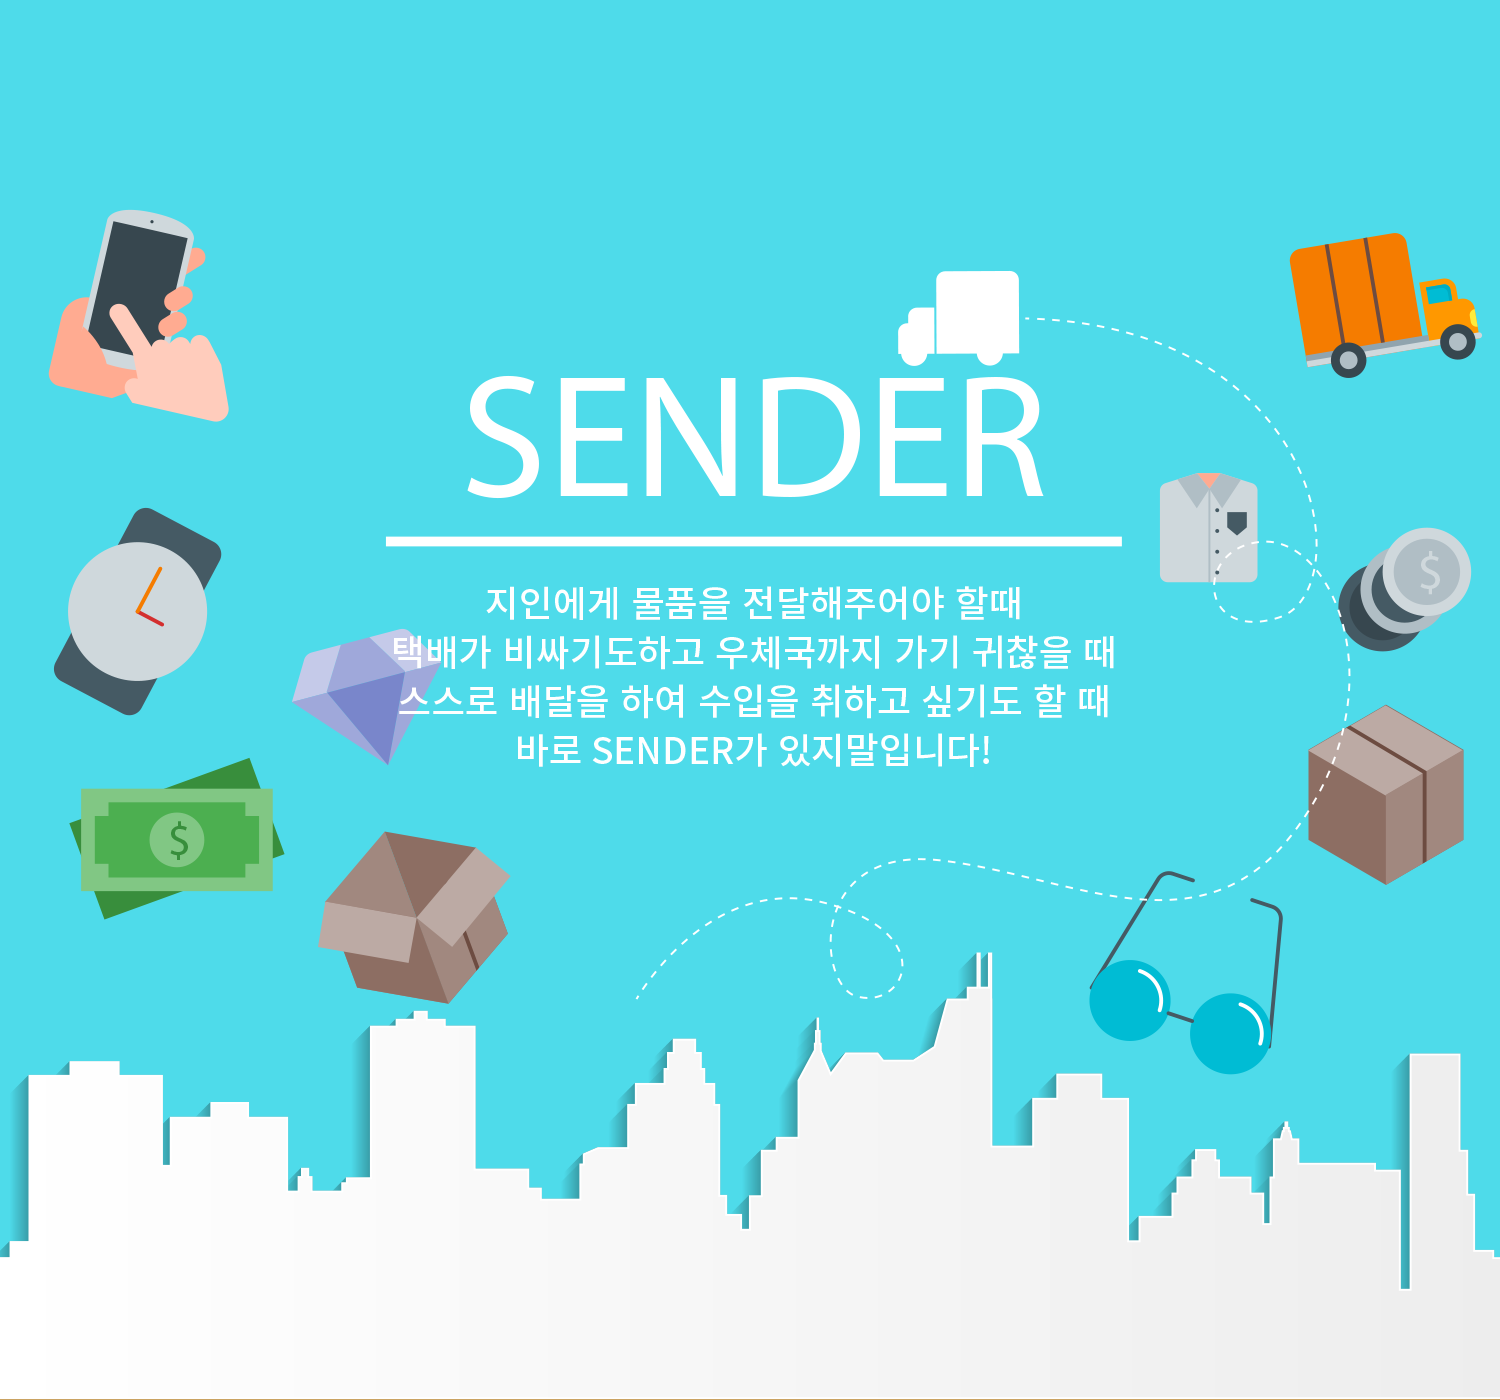 SENDER
지인에게 물품을 전달해주어야 할때
택배가 비싸기도하고 우체국까지 가기 귀찮을 때
스스로 배달을 하여 수입을 취하고 싶기도 할 때
바로 SENDER가 있지말입니다!
$
$